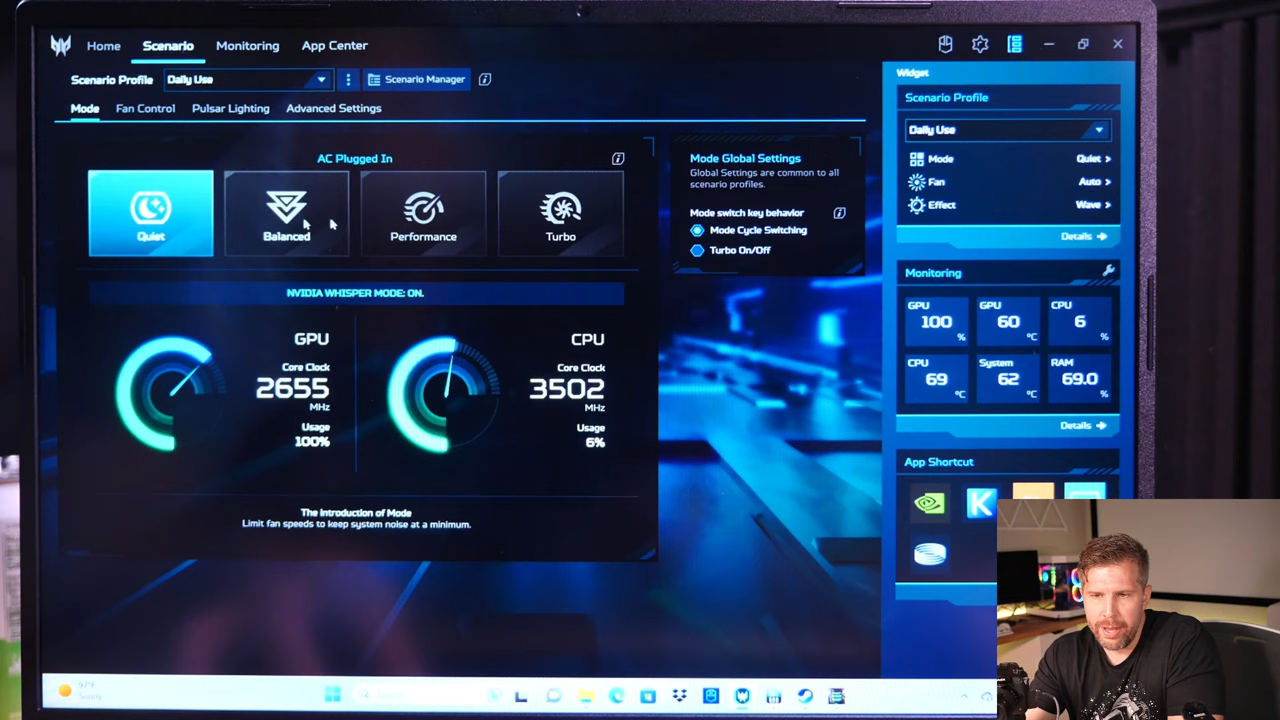 Home Scenario Monitoring App Center
Scenario Profile Daily Use Scenario Manager
Mode Fan Control Pulsar Lighting Advanced Settings
AC Plugged In
Quiet Balanced Performance Turbo
NVIDIA WHISPER MODE: ON.
GPU
Core Clock
2655
MHz
Usage
100%
CPU
Core Clock
3502
MHz
Usage
6%
The Introduction of Mode
Limit fan speeds to keep system noise at a minimum.
Mode Global Settings
Global Settings are common to all
scenario profiles.
Mode switch key behavior
Mode Cycle Switching
Turbo On/Off
Widget
Scenario Profile
Daily Use
Mode Quiet >
Fan Auto >
Effect Wave >
Details
Monitoring
GPU
100
%
GPU
60
°C
CPU
6
%
CPU
69
°C
System
62
°C
RAM
69.0
%
Details
App Shortcut
K
Search